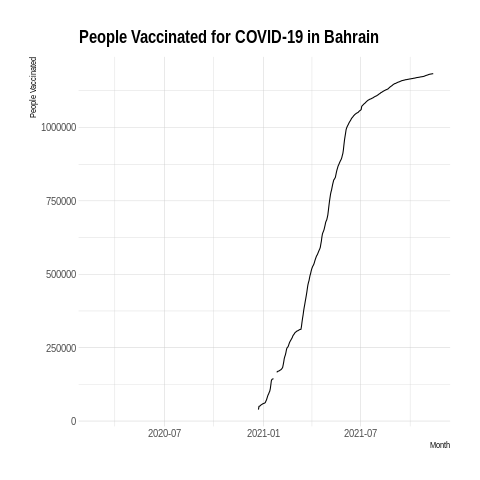 People Vaccinated for COVID-19 in Bahrain
People Vaccinated
1000000
750000
500000
250000
0
2020-07 2021-01 2021-07
Month